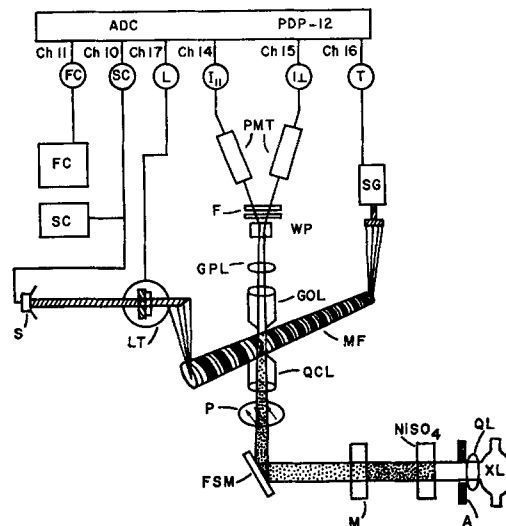 ADC PDP-12
Ch 11 Ch 10 Ch 17 Ch 14 Ch 15 Ch 16
FC SC L I|| I⊥ T
PMT
FC
SG
SC
F
WP
GPL
GOL
S
LT
MF
QCL
P
NiSO4
QL
XL
FSM
M
A